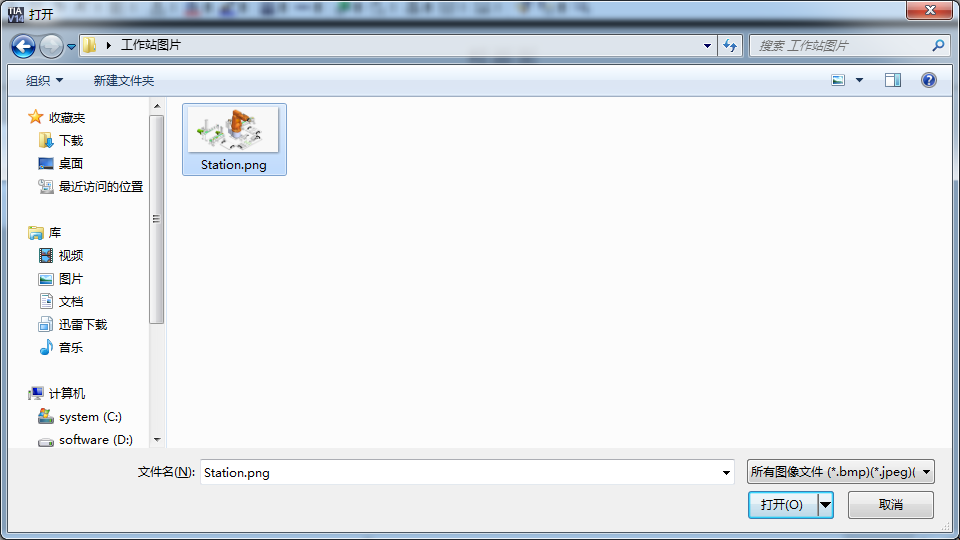 TIA
V14
打开
工作站图片
搜索 工作站图片
组织
新建文件夹
收藏夹
下载
桌面
最近访问的位置
库
视频
图片
文档
迅雷下载
音乐
计算机
system (C:)
software (D:)
Station.png
文件名(N):
Station.png
所有图像文件 (*.bmp)(*.jpeg)(
打开(O)
取消